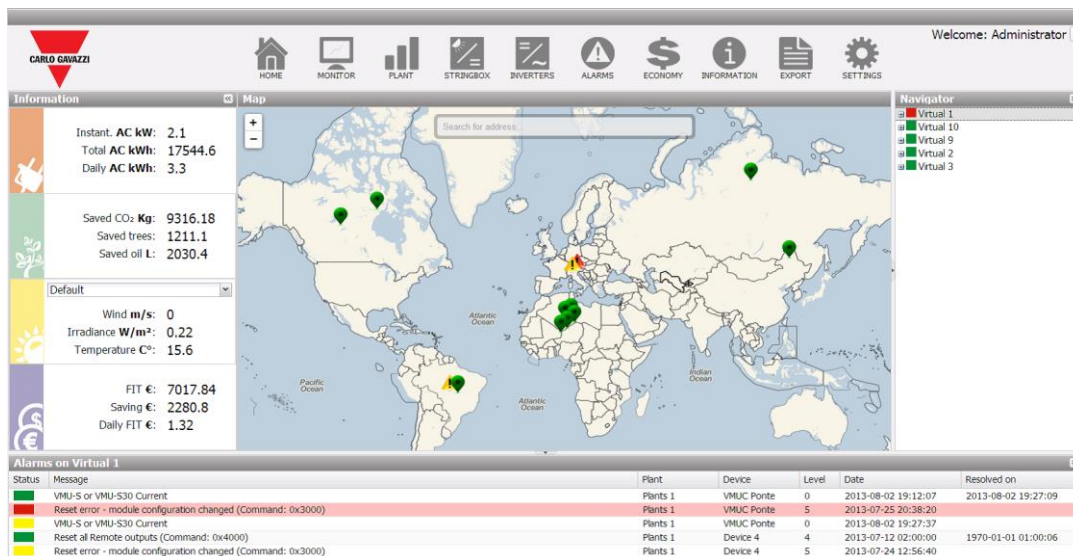 Welcome: Administrator
CARLO GAVAZZI
HOME MONITOR PLANT STRINGBOX INVERTERS ALARMS ECONOMY INFORMATION EXPORT SETTINGS
Information
Map
Navigator
Instant. AC kW: 2.1
Total AC kWh: 17544.6
Daily AC kWh: 3.3
Saved CO₂ Kg: 9316.18
Saved trees: 1211.1
Saved oil L: 2030.4
Default
Wind m/s: 0
Irradiance W/m²: 0.22
Temperature C°: 15.6
FIT €: 7017.84
Saving €: 2280.8
Daily FIT €: 1.32
+
−
Search for address
Atlantic
Ocean
Pacific
Ocean
Atlantic
Ocean
Indian
Ocean
Virtual 1
Virtual 10
Virtual 9
Virtual 2
Virtual 3
Alarms on Virtual 1
Status Message Plant Device Level Date Resolved on
VMU-S or VMU-S30 Current Plants 1 VMUC Ponte 0 2013-08-02 19:12:07 2013-08-02 19:27:09
Reset error - module configuration changed (Command: 0x3000) Plants 1 VMUC Ponte 5 2013-07-25 20:38:20
VMU-S or VMU-S30 Current Plants 1 VMUC Ponte 0 2013-08-02 19:27:37
Reset all Remote outputs (Command: 0x4000) Plants 1 Device 4 4 2013-07-12 02:00:00 1970-01-01 01:00:06
Reset error - module configuration changed (Command: 0x3000) Plants 1 Device 4 5 2013-07-24 12:56:40